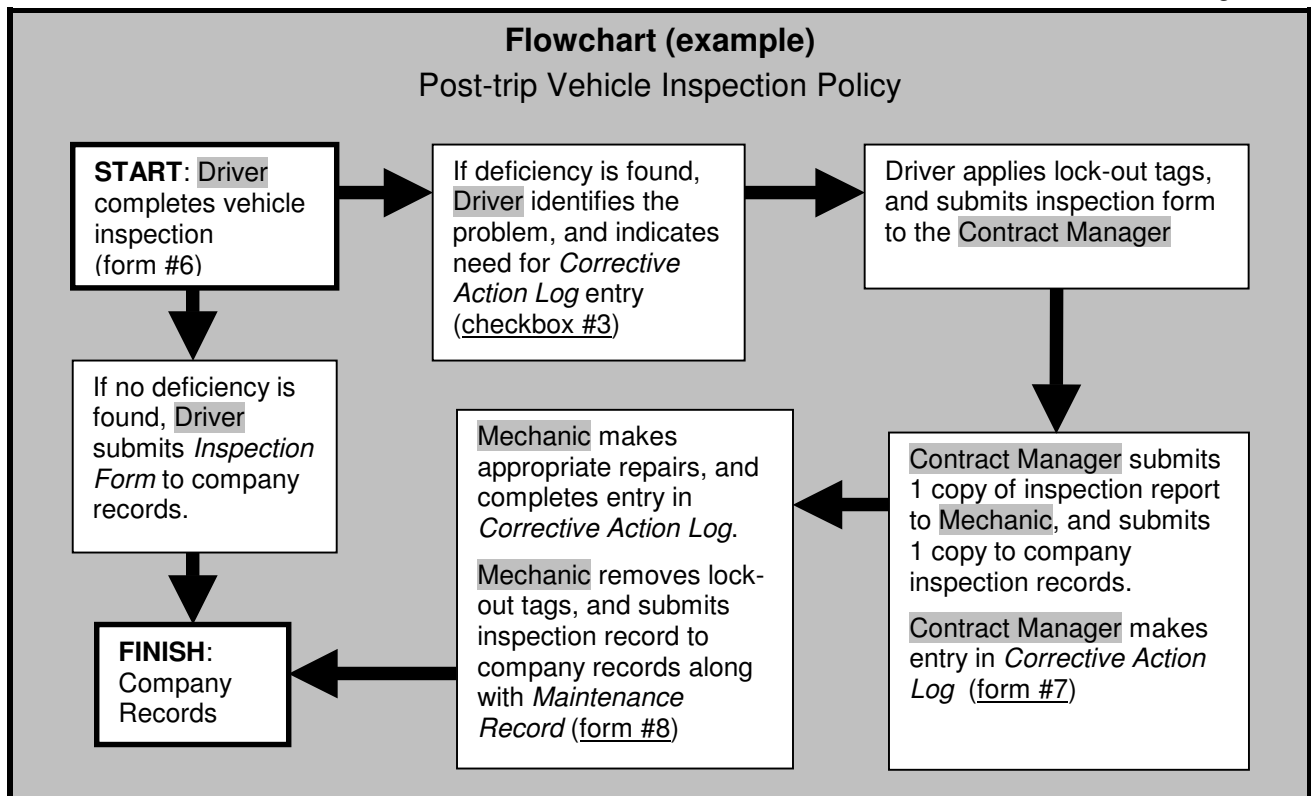 Flowchart (example)
Post-trip Vehicle Inspection Policy
START: Driver
completes vehicle
inspection
(form #6)
If deficiency is found,
Driver identifies the
problem, and indicates
need for Corrective
Action Log entry
(checkbox #3)
Driver applies lock-out tags,
and submits inspection form
to the Contract Manager
If no deficiency is
found, Driver
submits Inspection
Form to company
records.
Mechanic makes
appropriate repairs, and
completes entry in
Corrective Action Log.
Mechanic removes lock-
out tags, and submits
inspection record to
company records along
with Maintenance
Record (form #8)
Contract Manager submits
1 copy of inspection report
to Mechanic, and submits
1 copy to company
inspection records.
Contract Manager makes
entry in Corrective Action
Log (form #7)
FINISH:
Company
Records